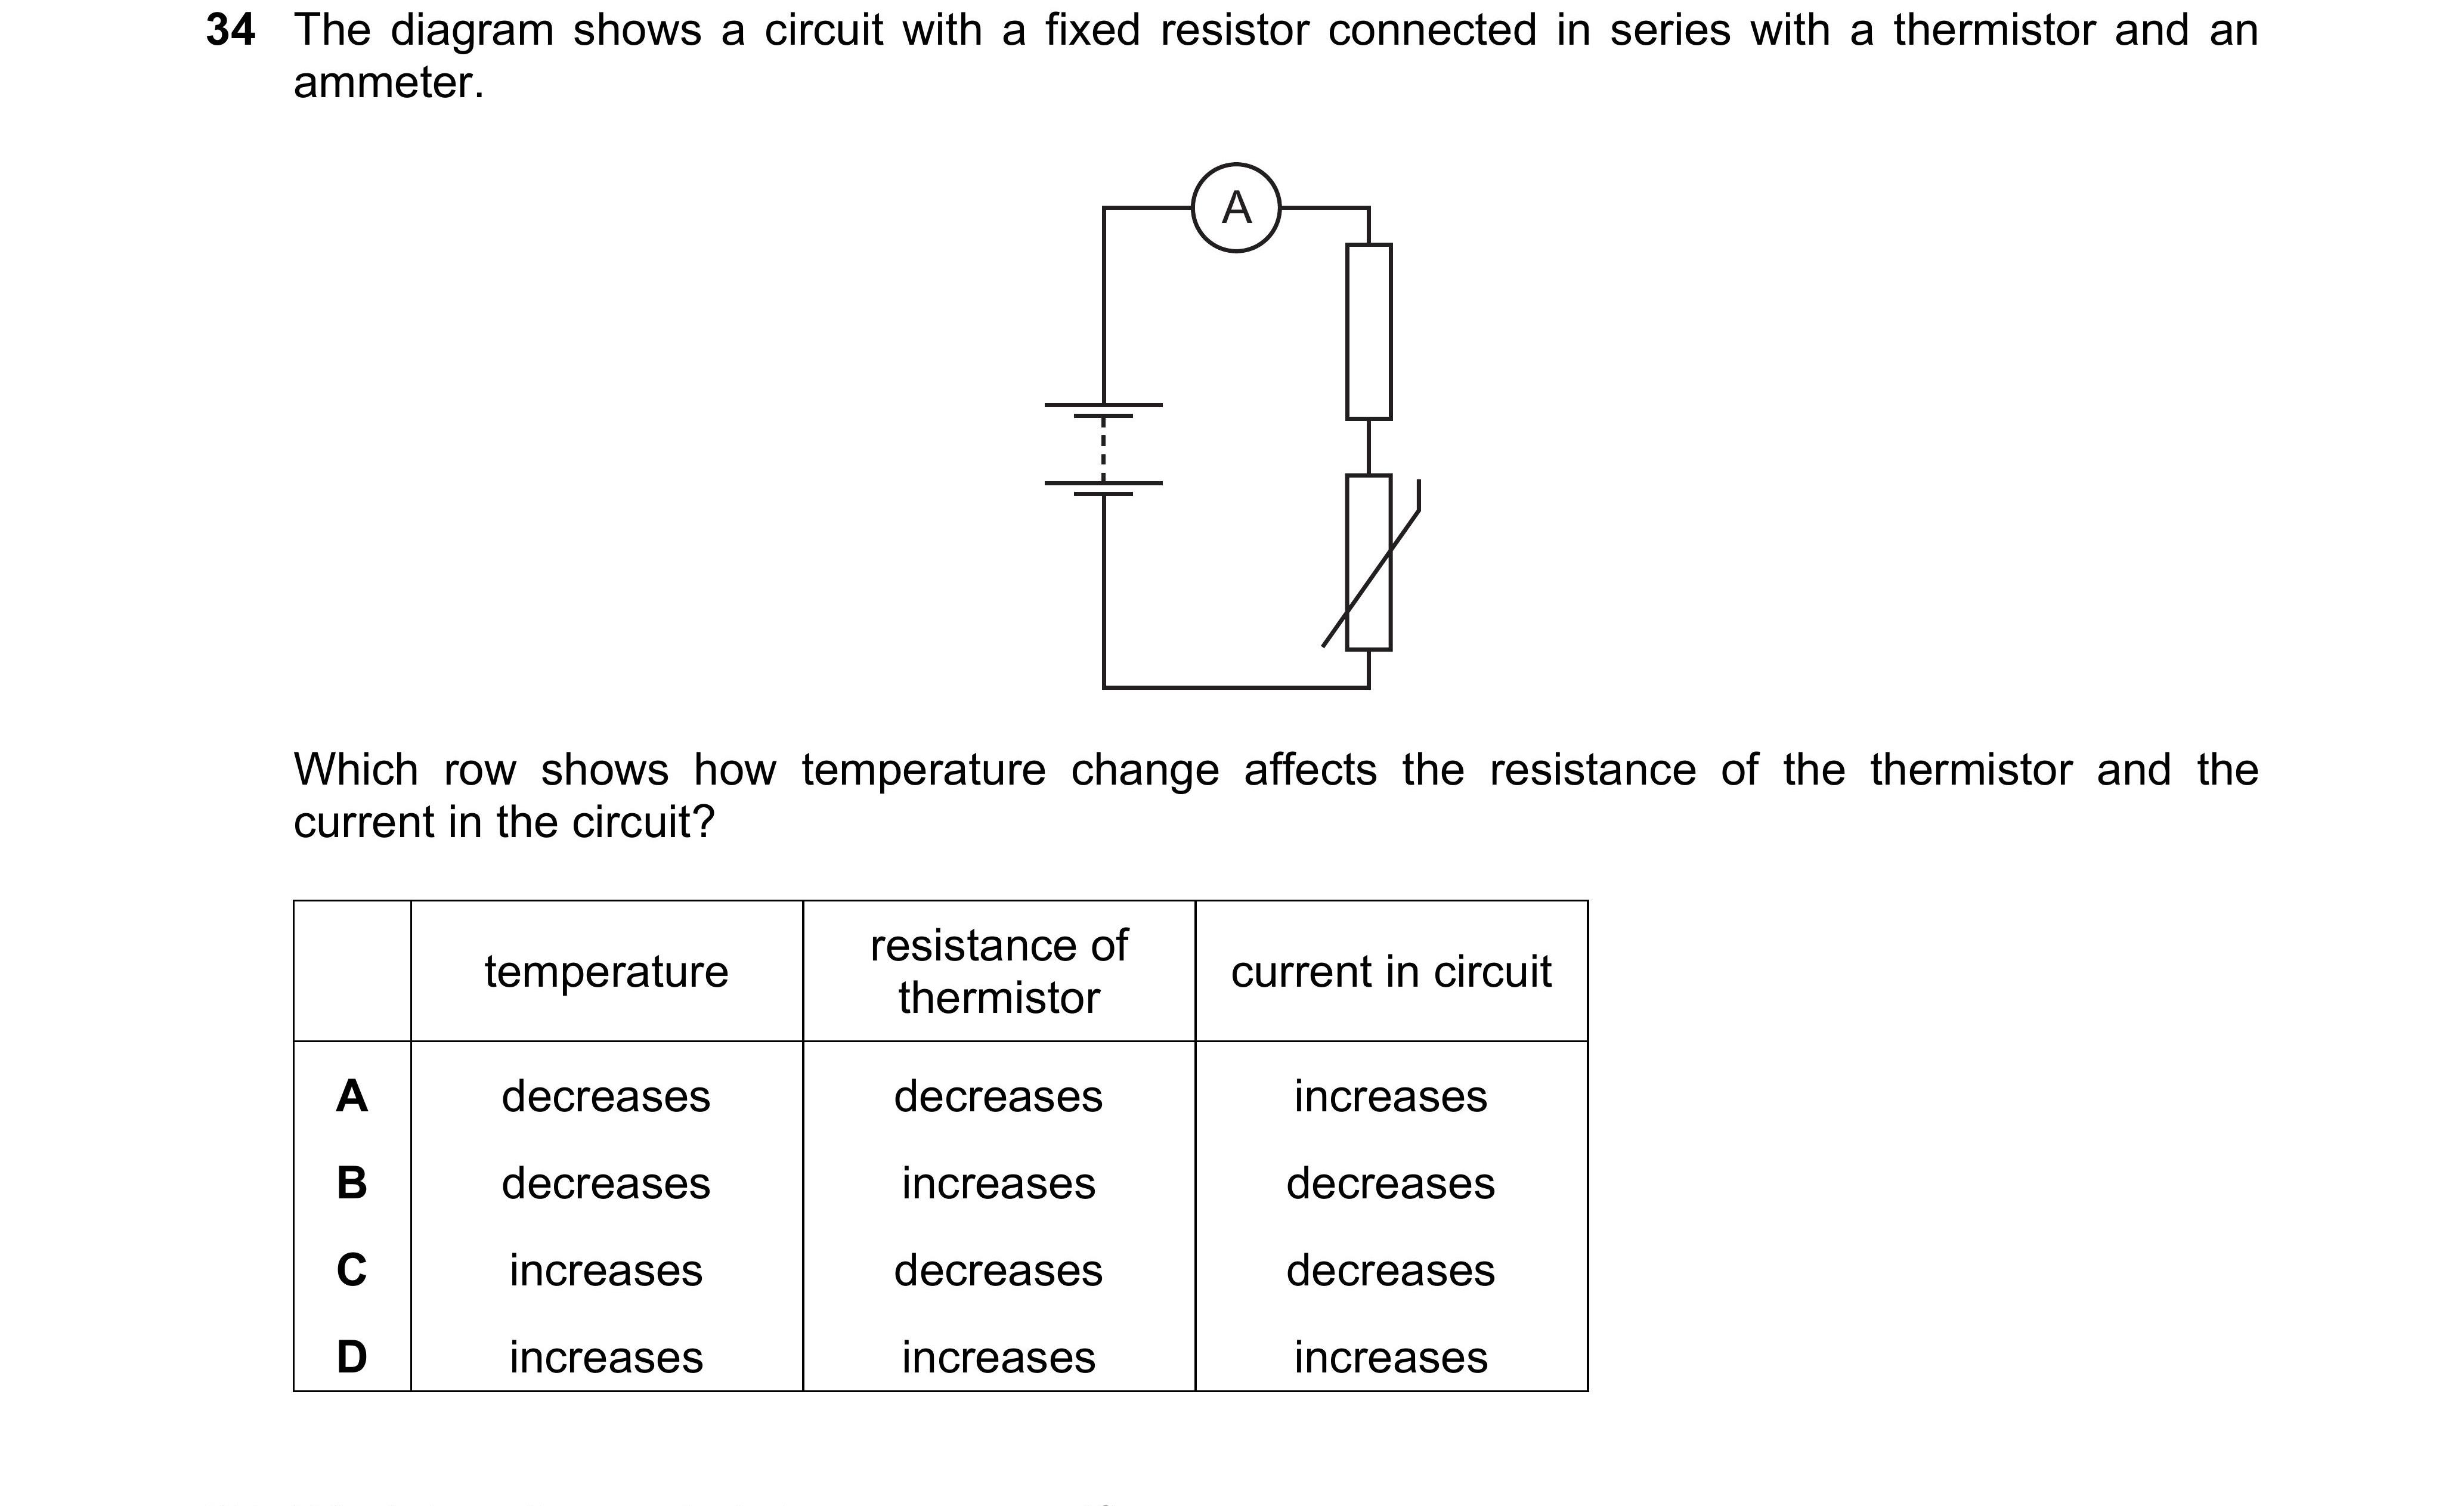 34 The diagram shows a circuit with a fixed resistor connected in series with a thermistor and an
ammeter.
A
Which row shows how temperature change affects the resistance of the thermistor and the
current in the circuit?
temperature resistance of thermistor current in circuit
A decreases decreases increases
B decreases increases decreases
C increases decreases decreases
D increases increases increases